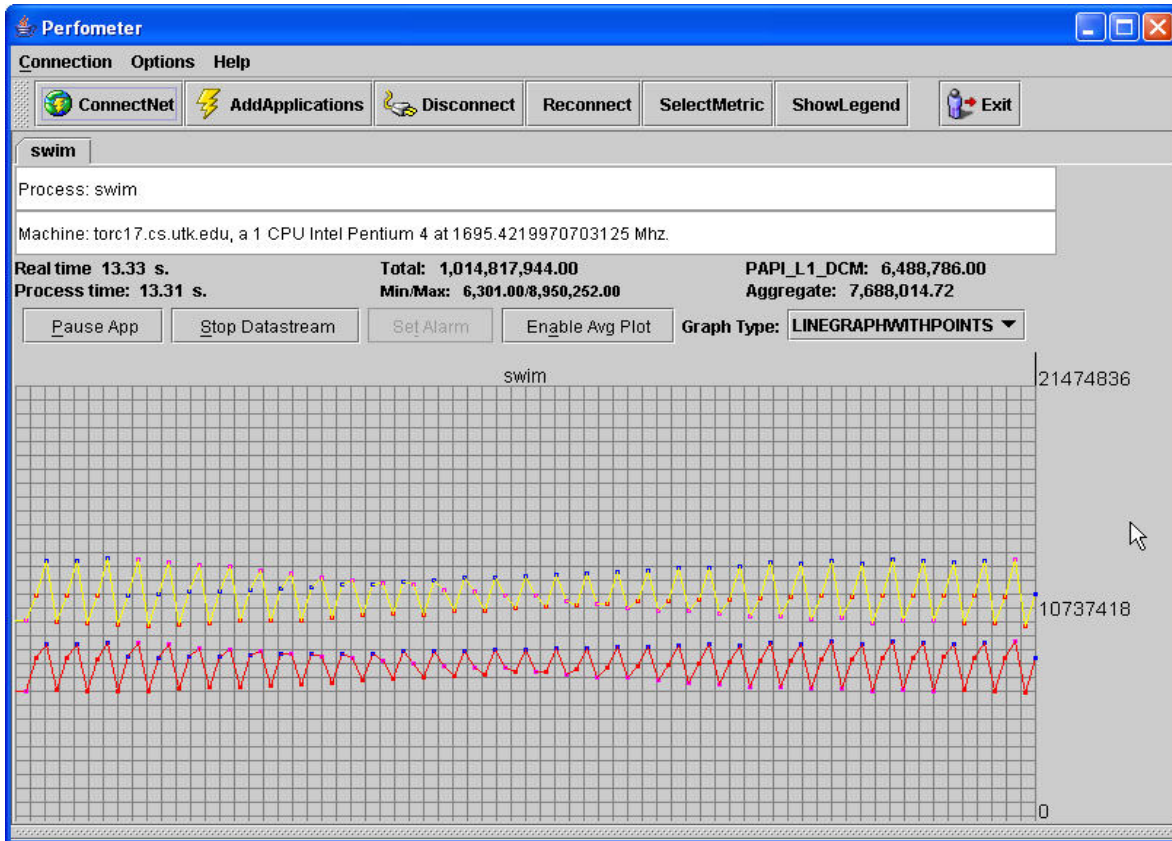 Perfometer
Connection Options Help
ConnectNet AddApplications Disconnect Reconnect SelectMetric ShowLegend Exit
swim
Process: swim
Machine: torc17.cs.utk.edu, a 1 CPU Intel Pentium 4 at 1695.4219970703125 Mhz.
Real time 13.33 s. Total: 1,014,817,944.00 PAPI_L1_DCM: 6,488,786.00
Process time: 13.31 s. Min/Max: 6,301.00/8,950,252.00 Aggregate: 7,688,014.72
Pause App Stop Datastream Set Alarm Enable Avg Plot Graph Type: LINEGRAPHWITHPOINTS
swim
21474836
10737418
0